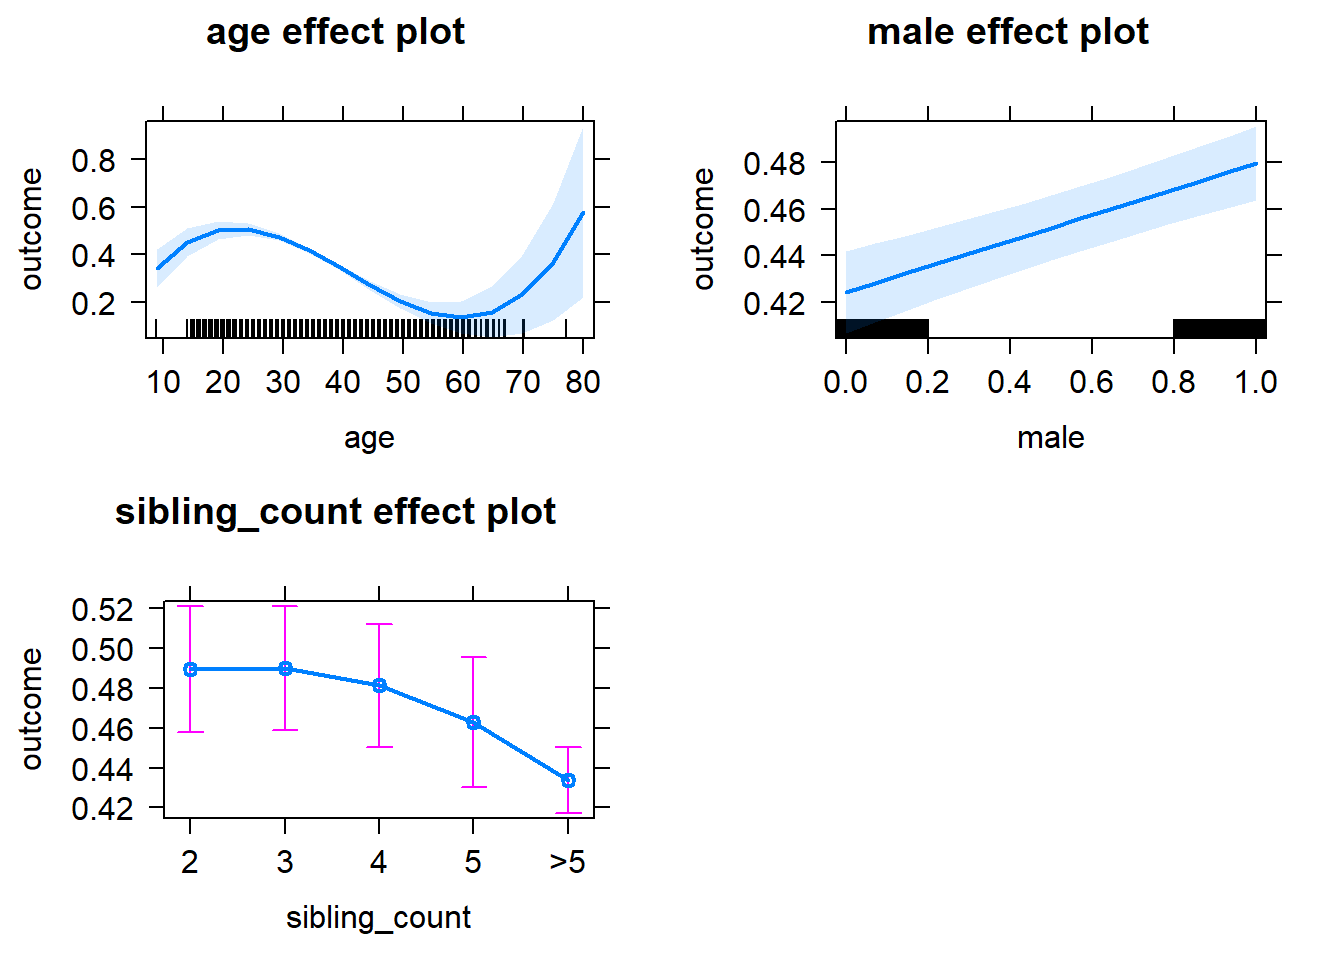 age effect plot
outcome
0.8
0.6
0.4
0.2
10 20 30 40 50 60 70 80
age
male effect plot
outcome
0.48
0.46
0.44
0.42
0.0 0.2 0.4 0.6 0.8 1.0
male
sibling_count effect plot
outcome
0.52
0.50
0.48
0.46
0.44
0.42
2 3 4 5 >5
sibling_count